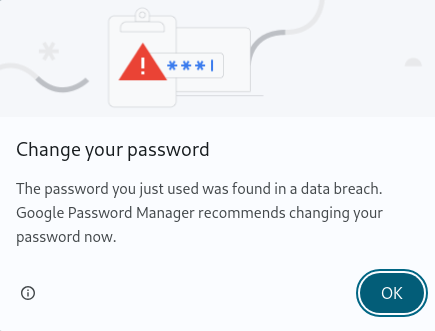 ***|
Change your password
The password you just used was found in a data breach.
Google Password Manager recommends changing your
password now.
OK